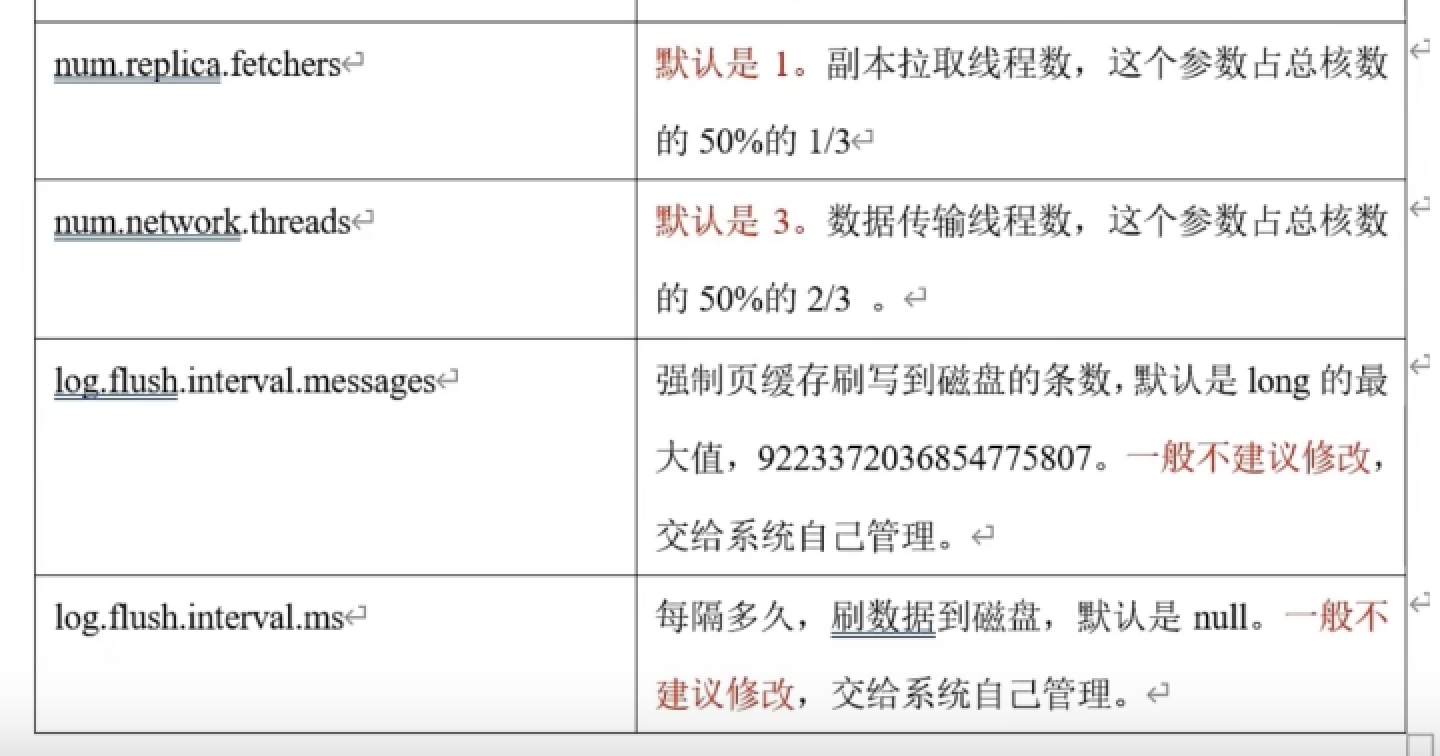 num.replica.fetchers
默认是 1。副本拉取线程数，这个参数占总核数
的 50%的 1/3
num.network.threads
默认是 3。数据传输线程数，这个参数占总核数
的 50%的 2/3 。
log.flush.interval.messages
强制页缓存刷写到磁盘的条数，默认是 long 的最
大值，9223372036854775807。一般不建议修改，
交给系统自己管理。
log.flush.interval.ms
每隔多久，刷数据到磁盘，默认是 null。一般不
建议修改，交给系统自己管理。